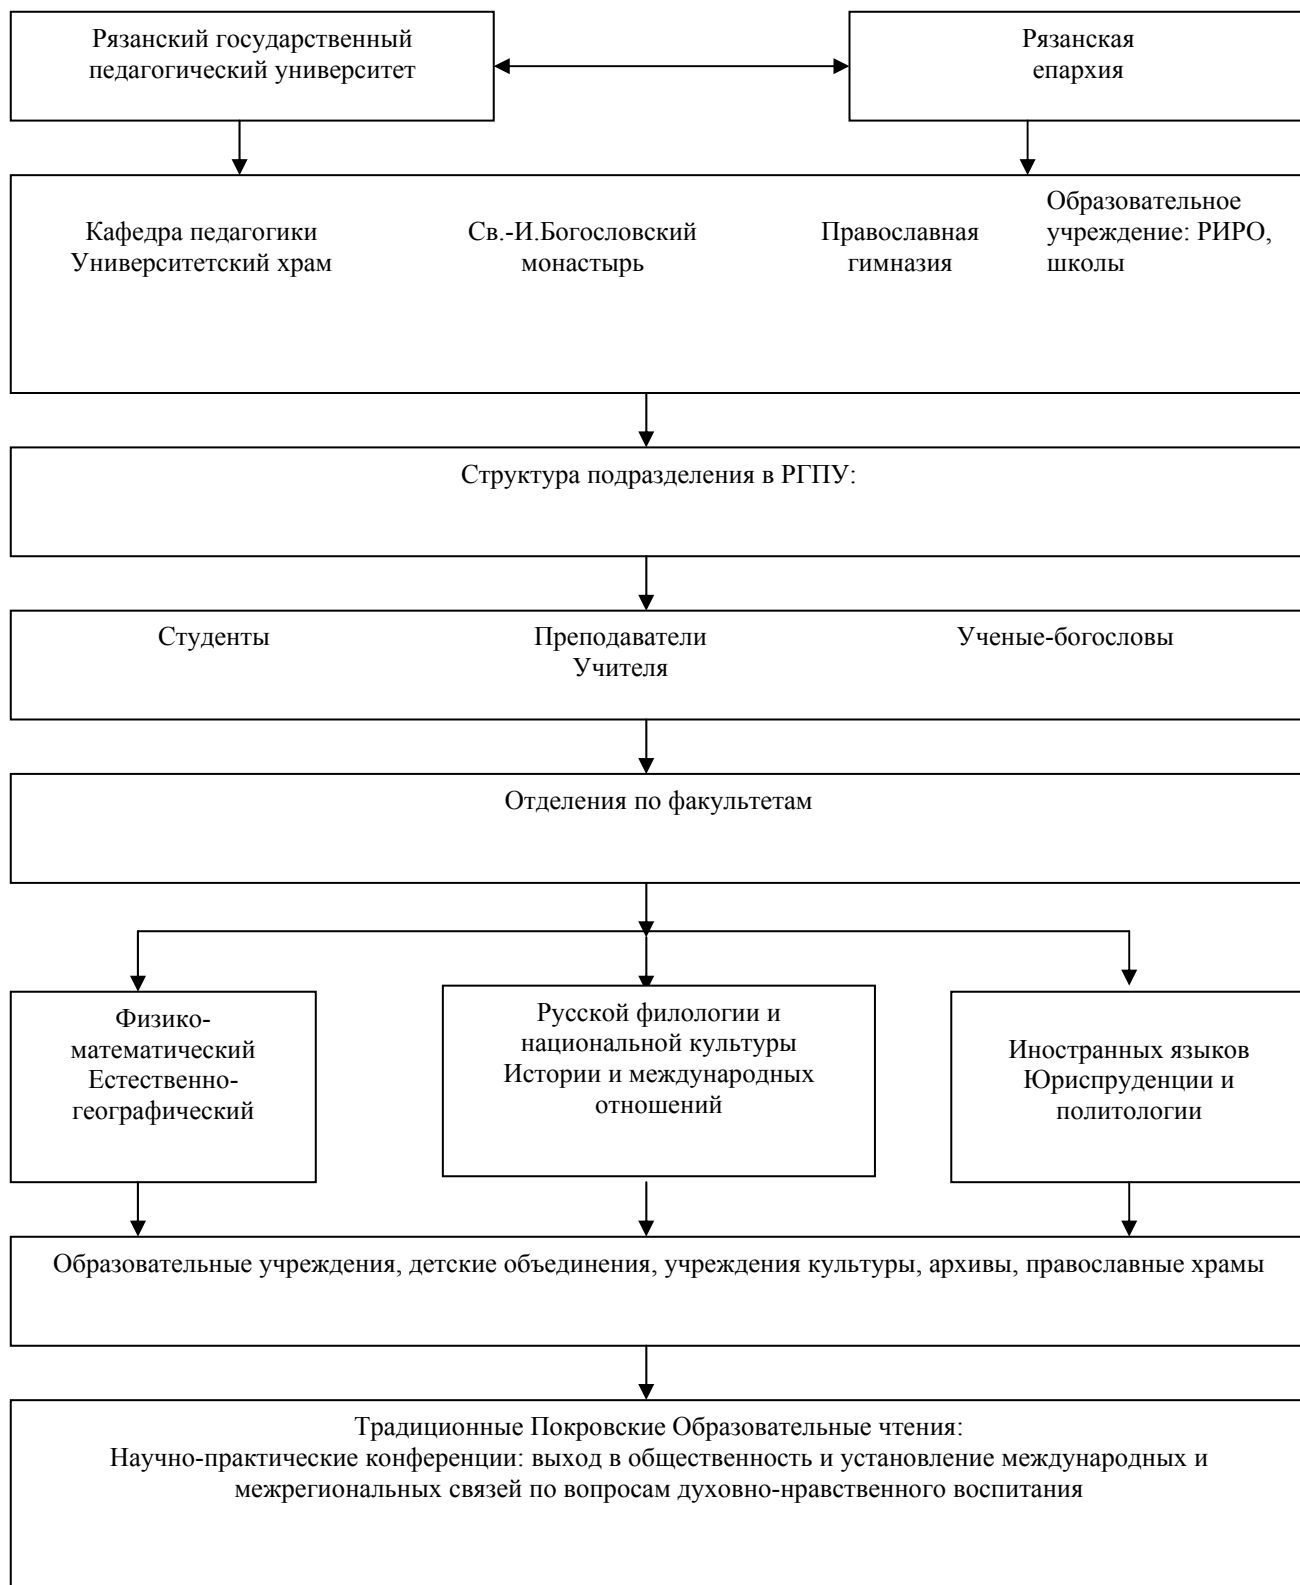 Рязанский государственный
педагогический университет
Рязанская
епархия
Кафедра педагогики
Университетский храм
Св.-И.Богословский
монастырь
Православная
гимназия
Образовательное
учреждение: РИРО,
школы
Структура подразделения в РГПУ:
Студенты
Преподаватели
Учителя
Ученые-богословы
Отделения по факультетам
Физико-
математический
Естественно-
географический
Русской филологии и
национальной культуры
Истории и международных
отношений
Иностранных языков
Юриспруденции и
политологии
Образовательные учреждения, детские объединения, учреждения культуры, архивы, православные храмы
Традиционные Покровские Образовательные чтения:
Научно-практические конференции: выход в общественность и установление международных и
межрегиональных связей по вопросам духовно-нравственного воспитания